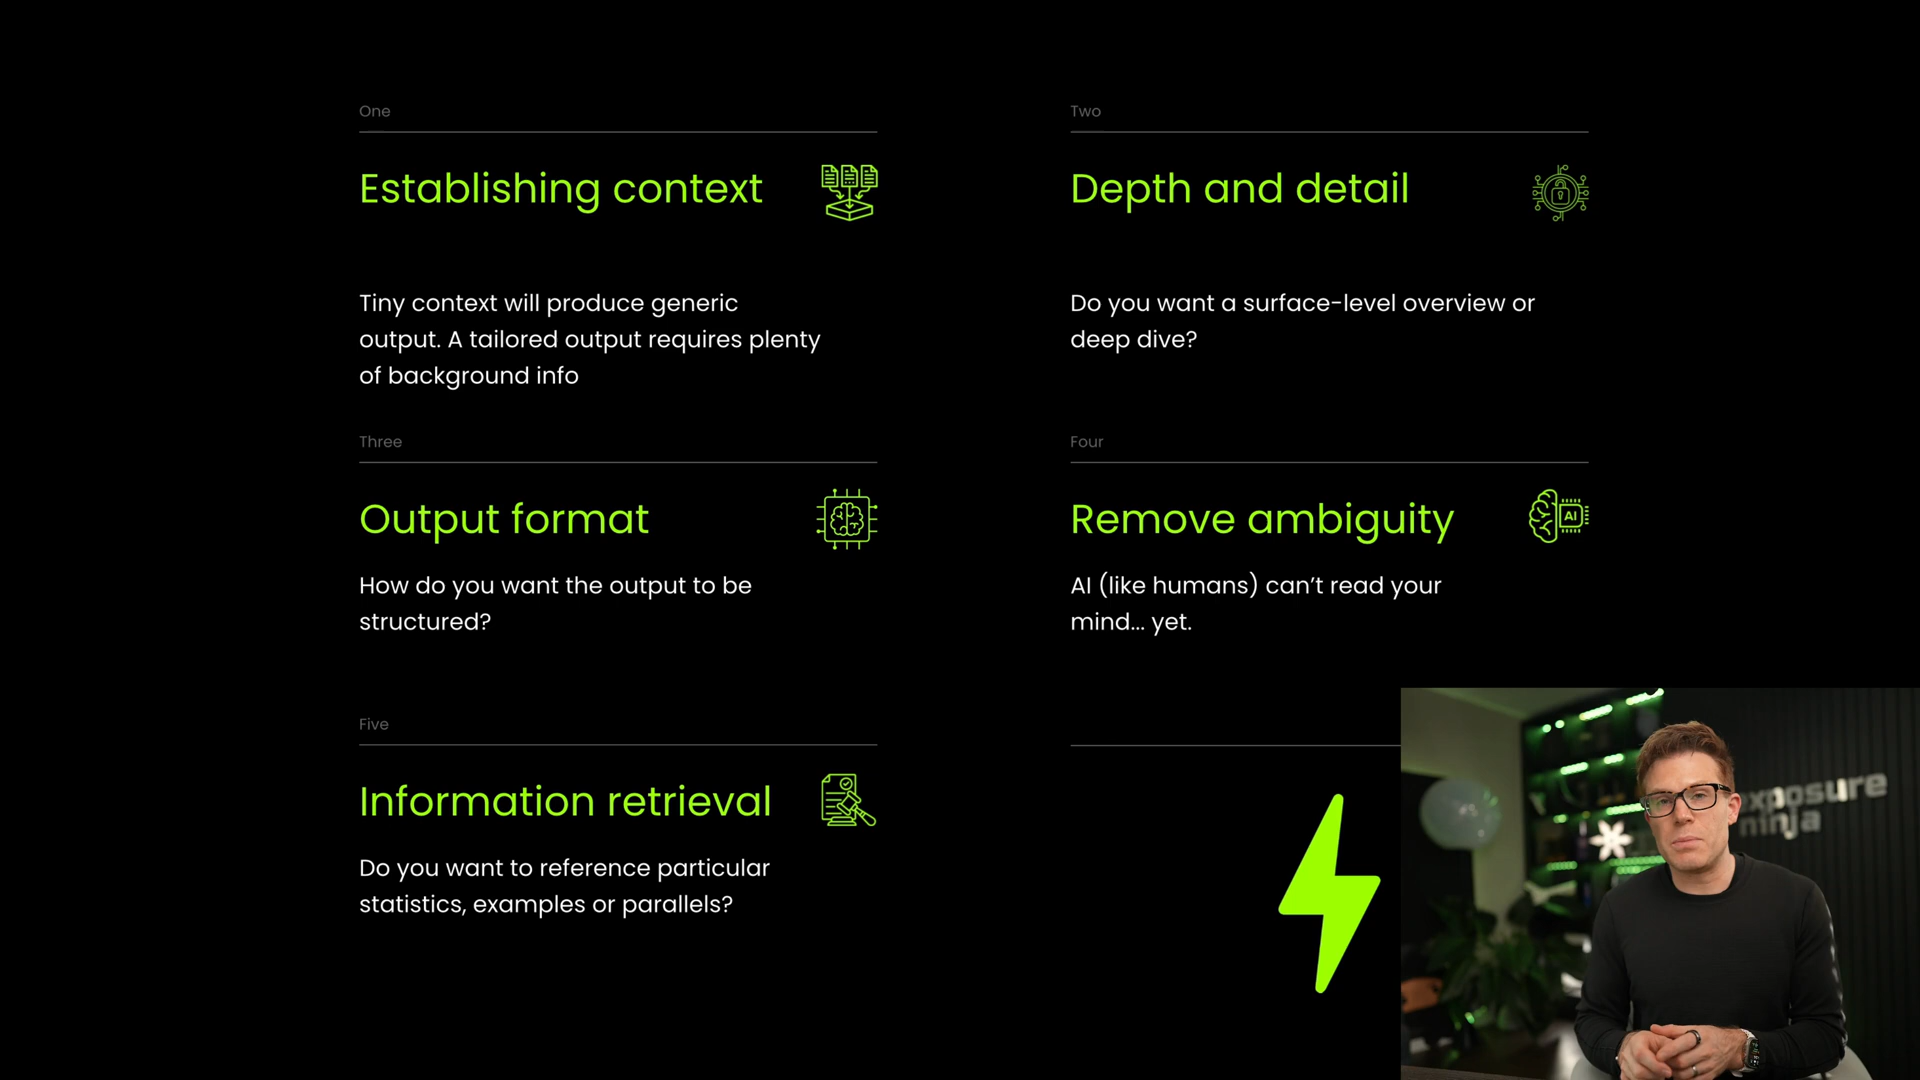 One
Establishing context
Tiny context will produce generic
output. A tailored output requires plenty
of background info
Two
Depth and detail
Do you want a surface-level overview or
deep dive?
Three
Output format
How do you want the output to be
structured?
Four
Remove ambiguity
AI (like humans) can’t read your
mind... yet.
AI
Five
Information retrieval
Do you want to reference particular
statistics, examples or parallels?
exposure
ninja